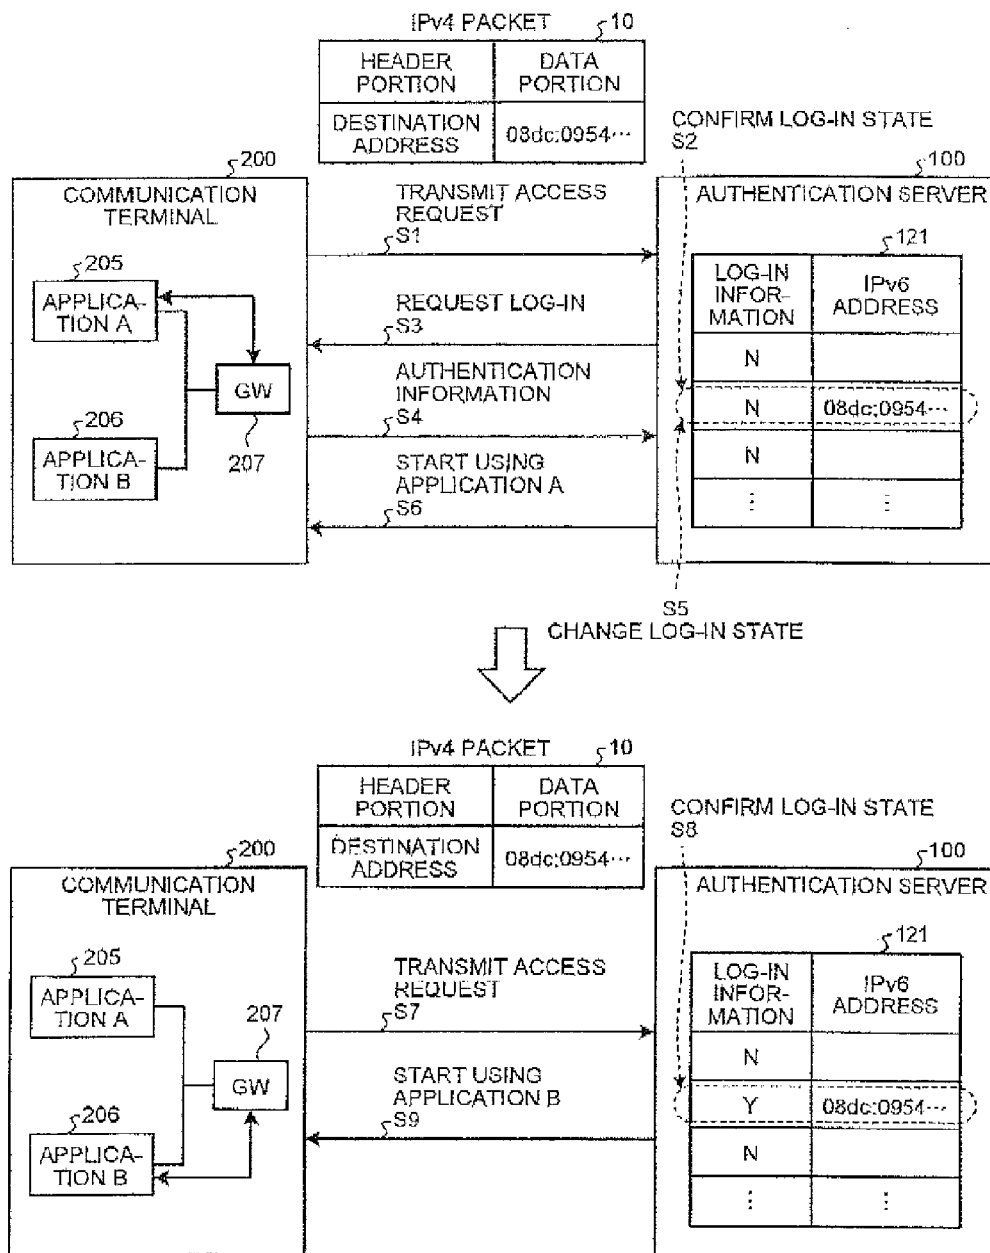 IPv4 PACKET
10
HEADER
PORTION
DATA
PORTION
DESTINATION
ADDRESS
08dc:0954···
CONFIRM LOG-IN STATE
S2
200
COMMUNICATION
TERMINAL
205
APPLICA-
TION A
206
APPLICA-
TION B
GW
207
TRANSMIT ACCESS
REQUEST
S1
REQUEST LOG-IN
S3
AUTHENTICATION
INFORMATION
S4
START USING
APPLICATION A
S6
100
AUTHENTICATION SERVER
121
LOG-IN
INFOR-
MATION
IPv6
ADDRESS
N
N
08dc:0954···
N
⋮
⋮
S5
CHANGE LOG-IN STATE
IPv4 PACKET
10
HEADER
PORTION
DATA
PORTION
DESTINATION
ADDRESS
08dc:0954···
CONFIRM LOG-IN STATE
S8
200
COMMUNICATION
TERMINAL
205
APPLICA-
TION A
206
APPLICA-
TION B
207
GW
TRANSMIT ACCESS
REQUEST
S7
START USING
APPLICATION B
S9
100
AUTHENTICATION SERVER
121
LOG-IN
INFOR-
MATION
IPv6
ADDRESS
N
Y
08dc:0954···
N
⋮
⋮